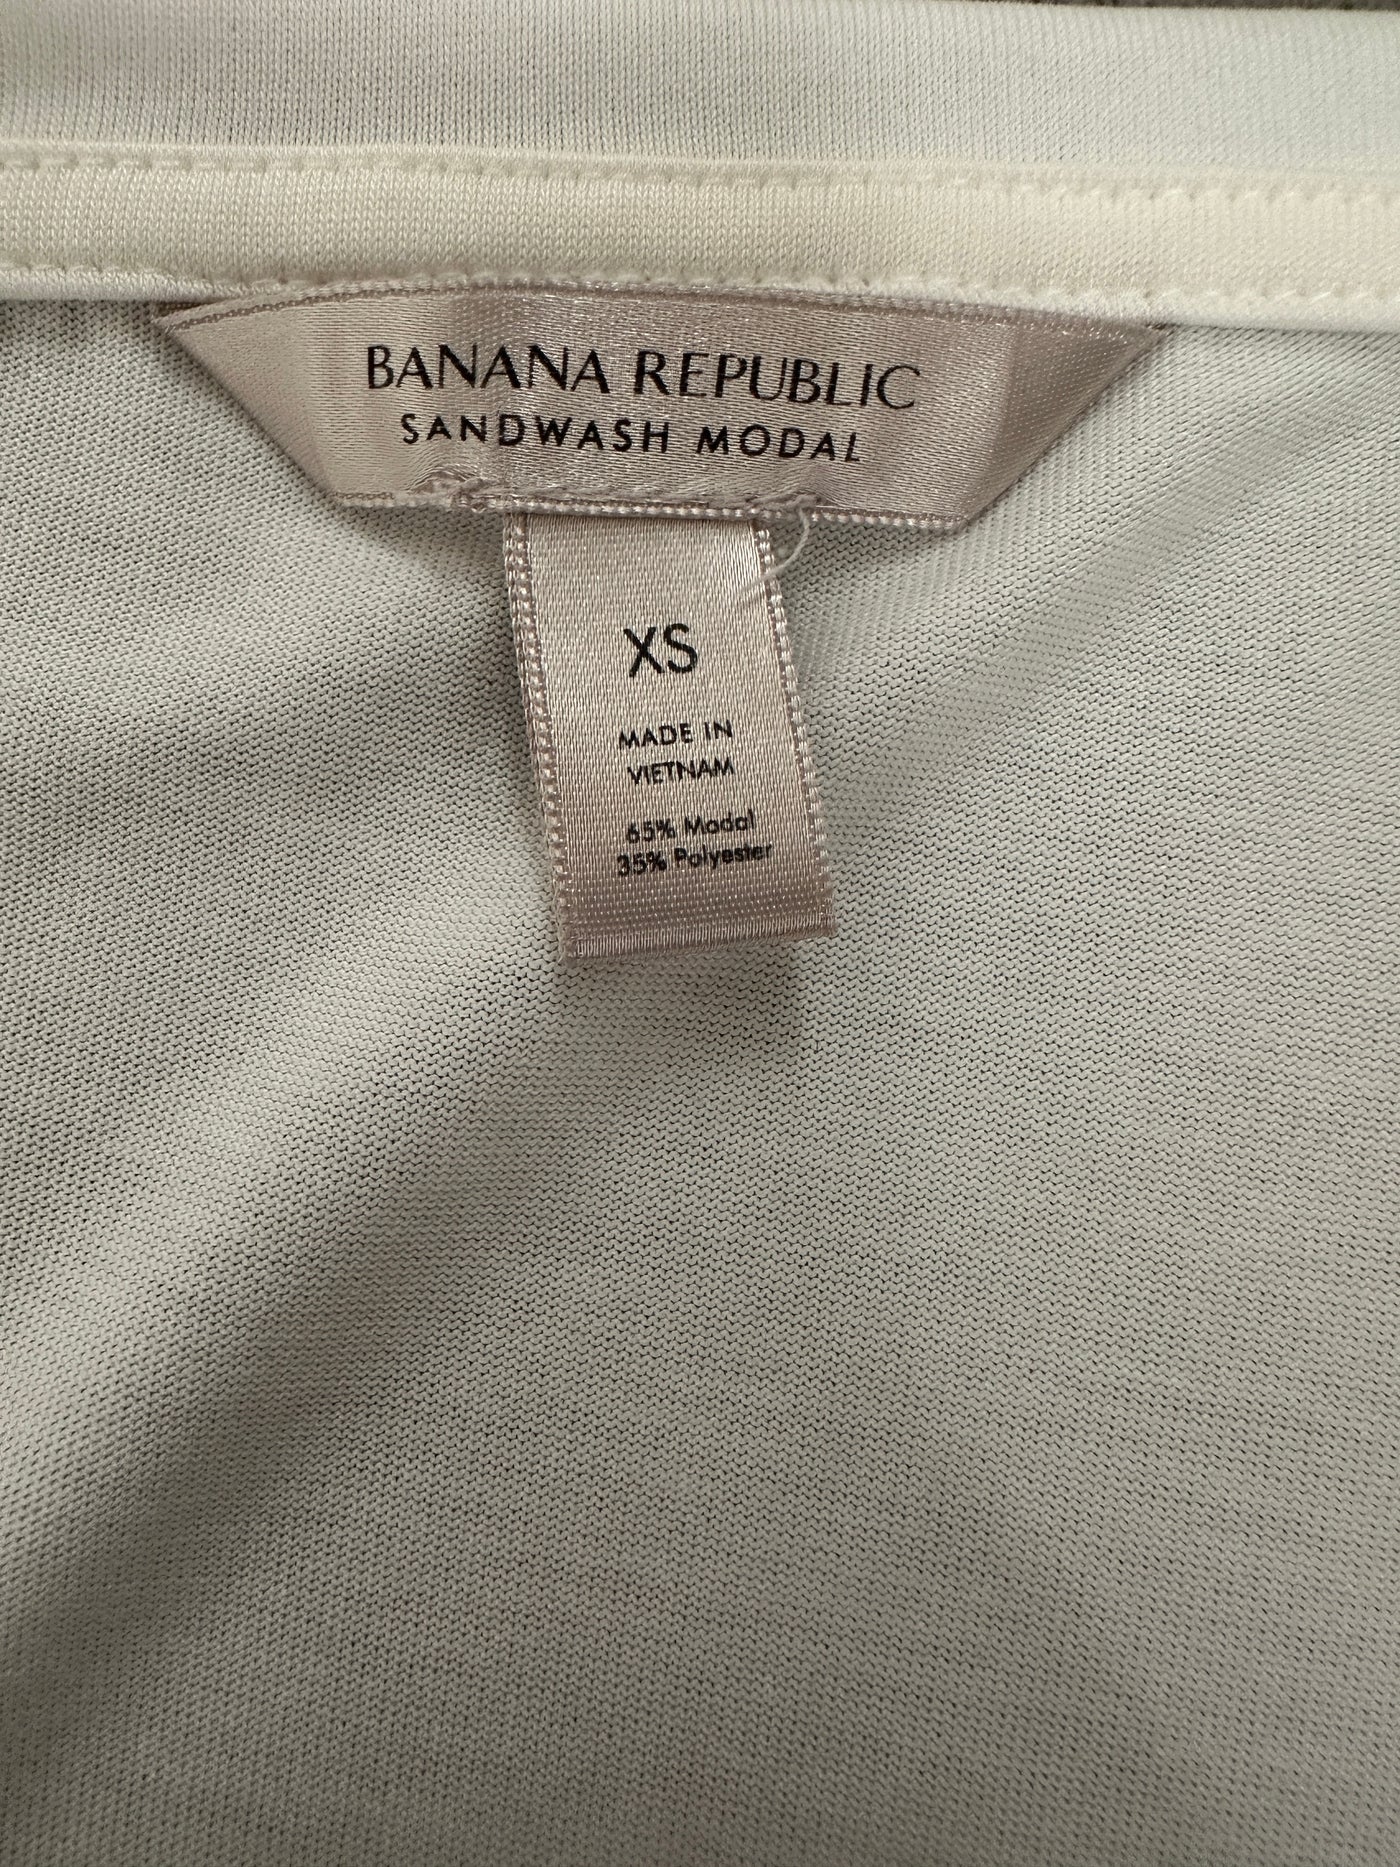 BANANA REPUBLIC
SANDWASH MODAL
XS
MADE IN
VIETNAM
65% Modal
35% Polyester